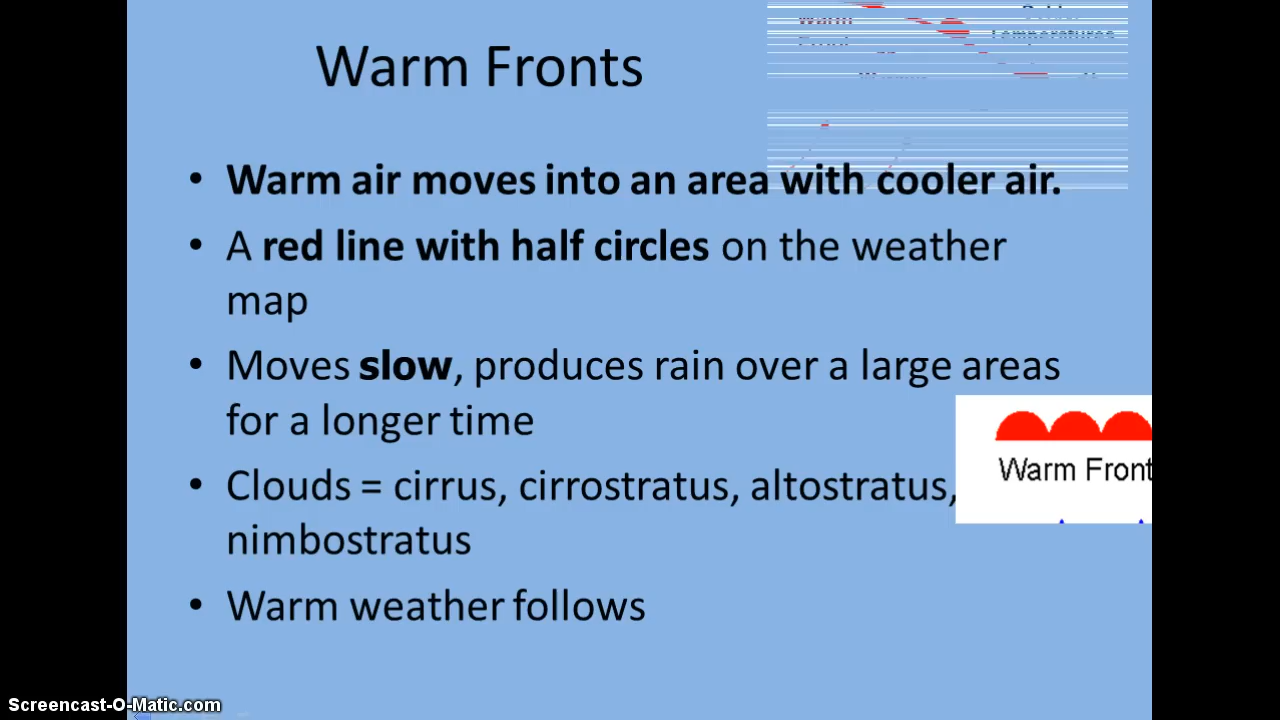 Warm Fronts
Temperatures
• Warm air moves into an area with cooler air.
• A red line with half circles on the weather
map
• Moves slow, produces rain over a large areas
for a longer time
Warm Front
• Clouds = cirrus, cirrostratus, altostratus,
nimbostratus
• Warm weather follows
Screencast-O-Matic.com